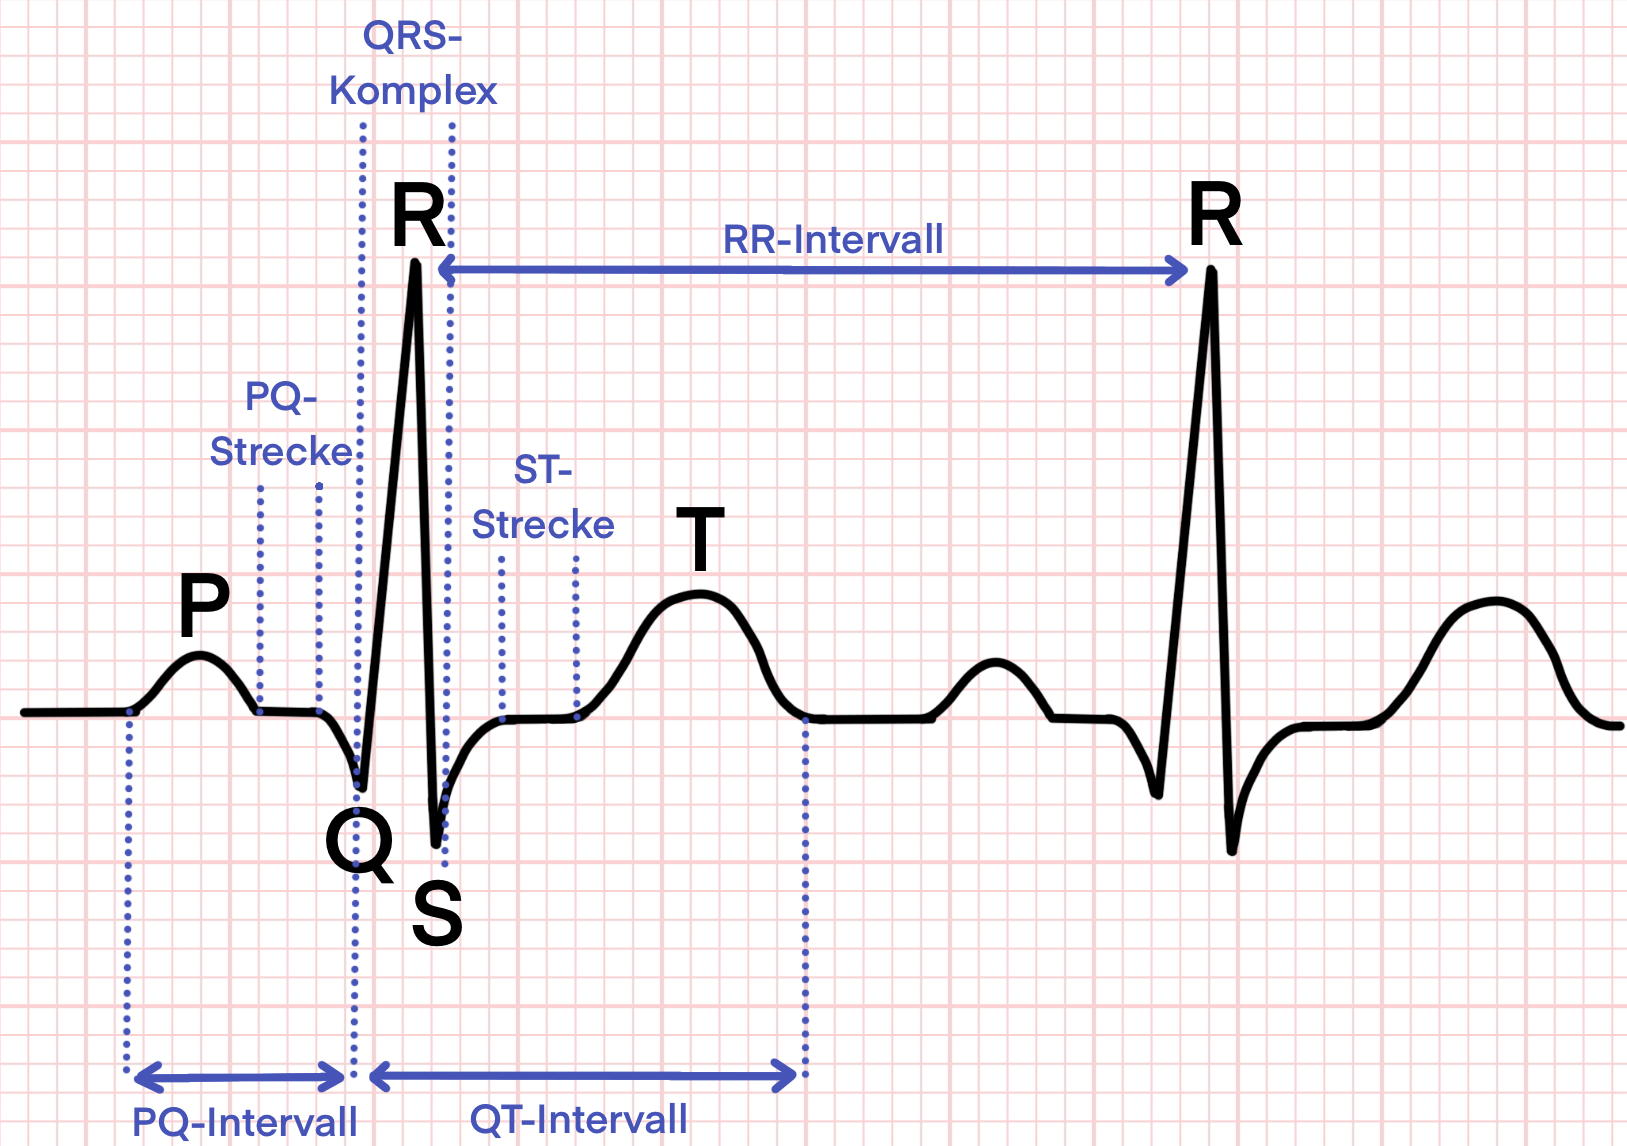 QRS-
Komplex
R
R
RR-Intervall
PQ-
Strecke
ST-
Strecke
T
P
Q
S
PQ-Intervall
QT-Intervall